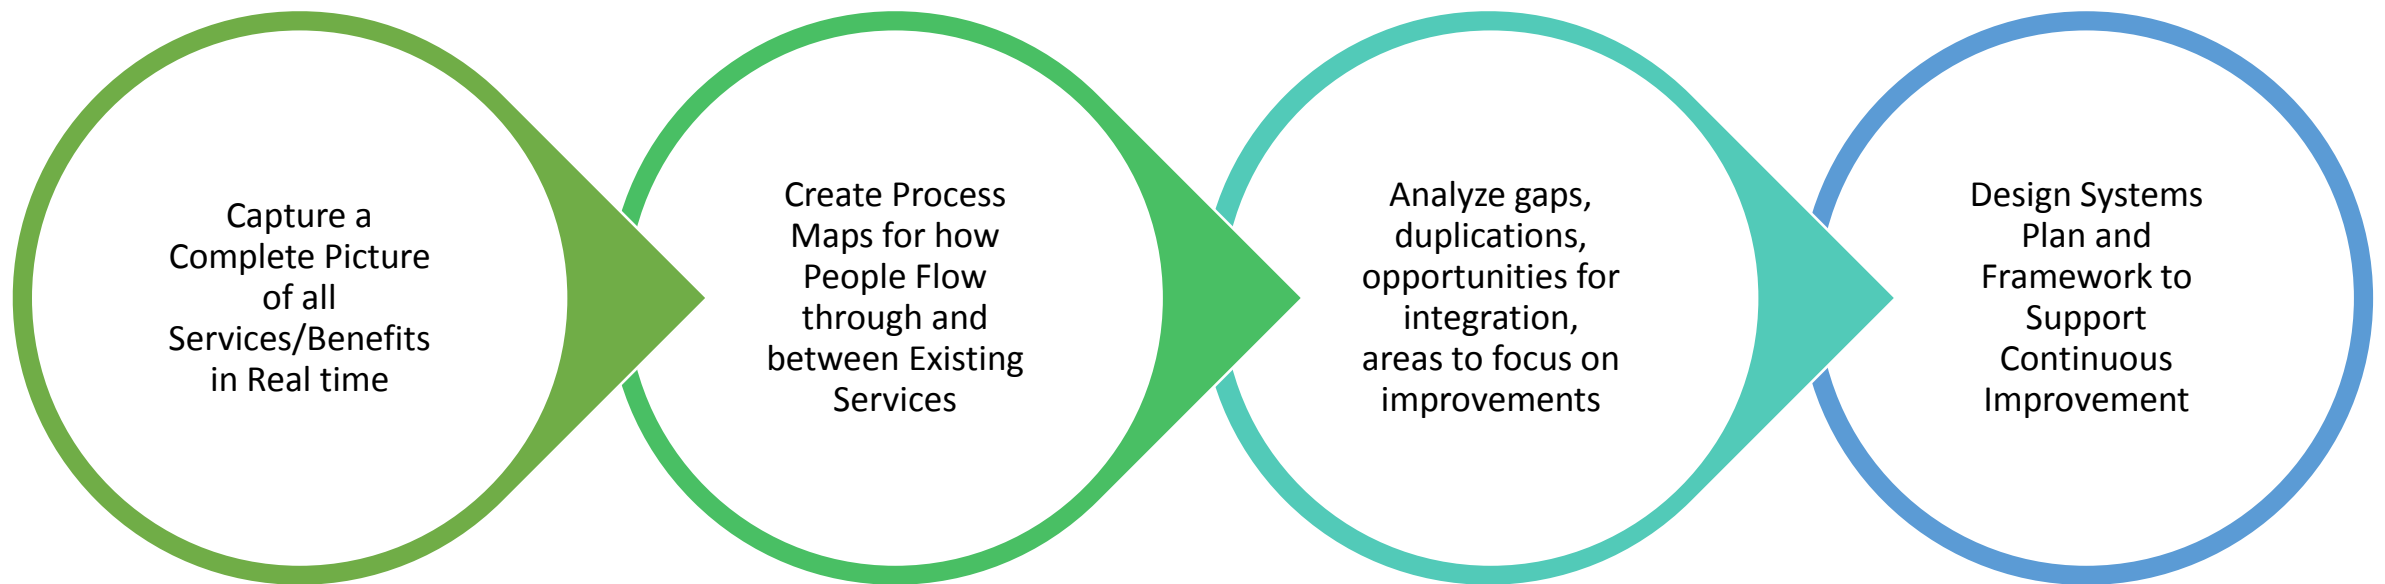 Capture a
Complete Picture
of all
Services/Benefits
in Real time
Create Process
Maps for how
People Flow
through and
between Existing
Services
Analyze gaps,
duplications,
opportunities for
integration,
areas to focus on
improvements
Design Systems
Plan and
Framework to
Support
Continuous
Improvement